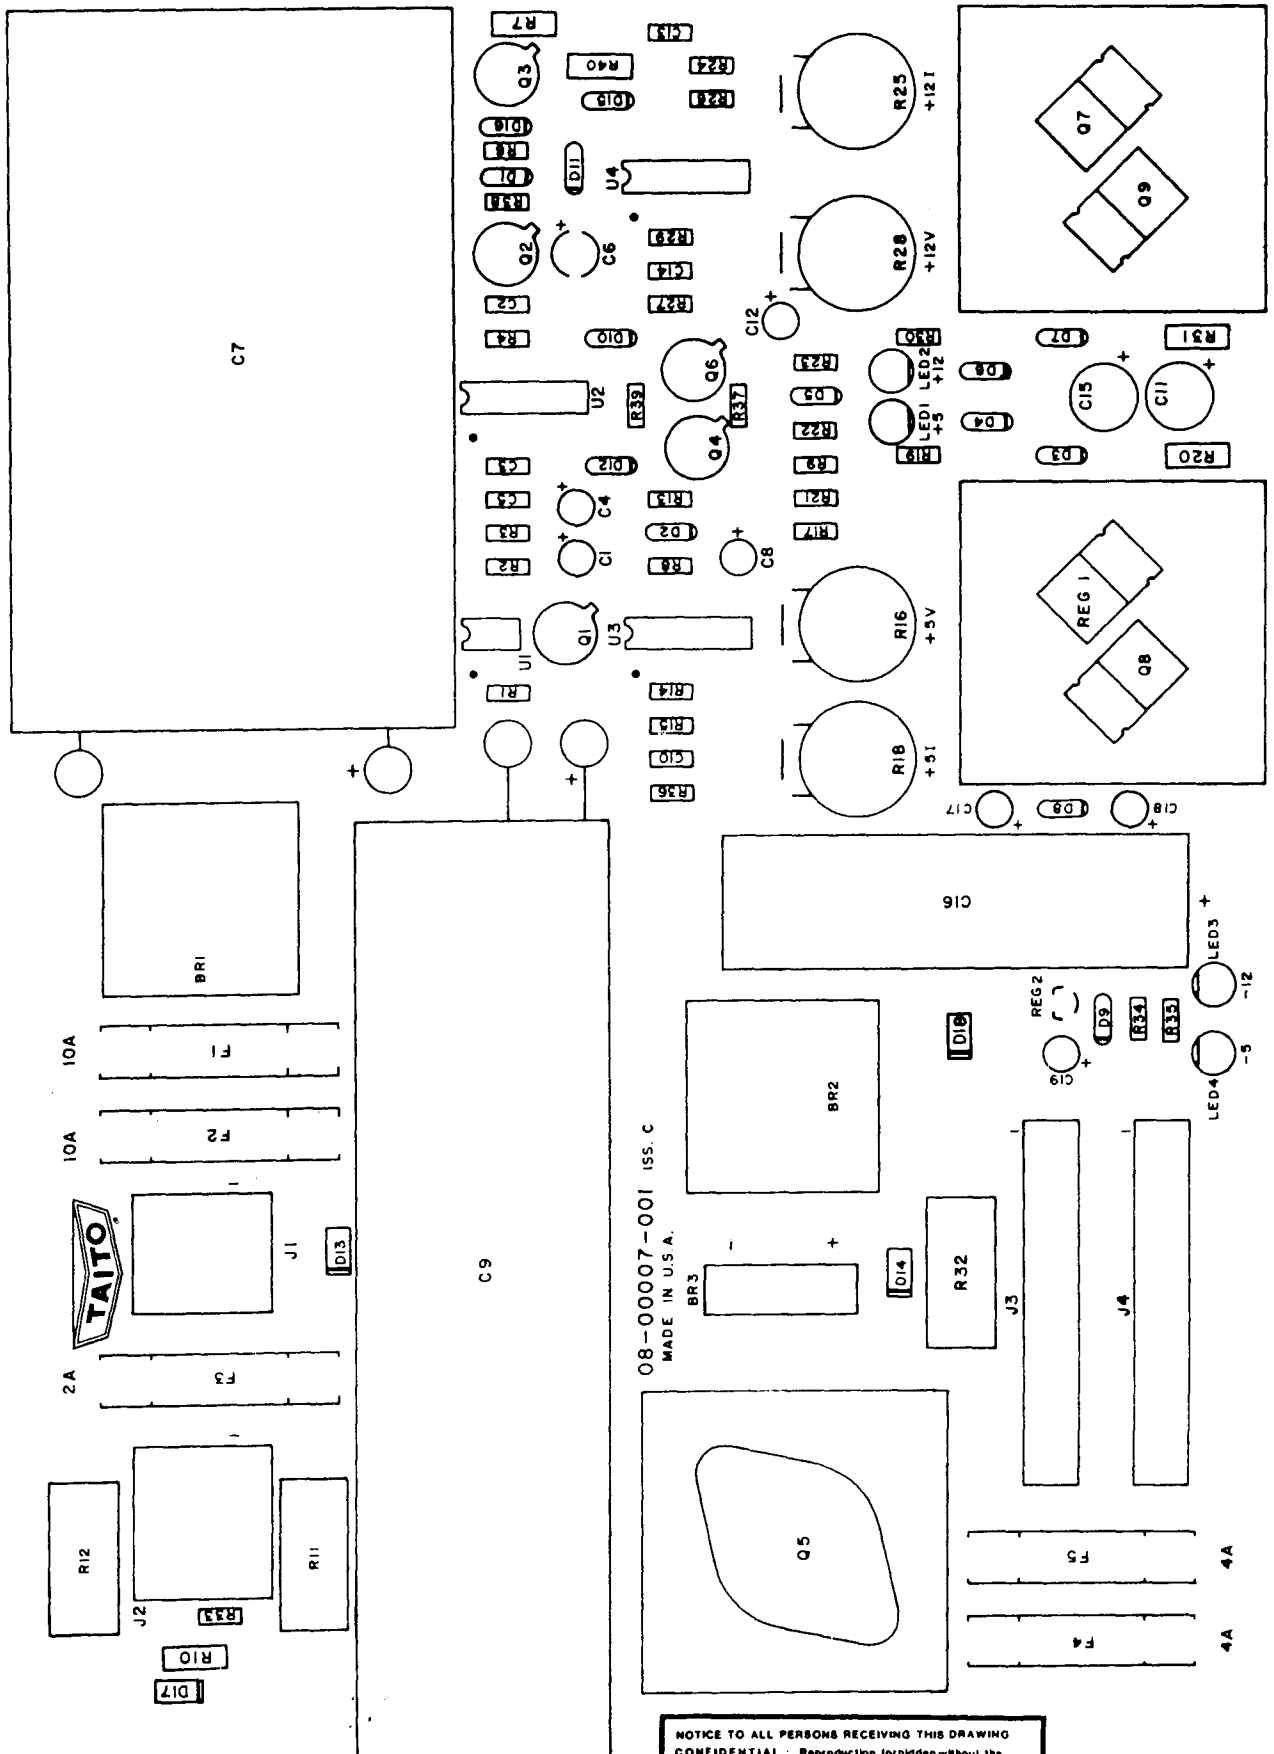 R7
C13
Q3
R40
R24
D15
R26
R25
+12I
D16
R6
D11
U4
D1
R38
Q7
Q9
Q2
C6
R29
C14
R27
R28
+12V
C7
C2
R4
D10
C12
R30
D7
R31
Q6
R23
LED2
+12
D6
U2
R39
R37
D5
LED1
+5
C15
C11
D4
Q4
R22
R19
D3
R20
C3
D12
R9
C5
C4
R13
R21
R3
D2
R17
R2
C1
R8
C8
REG 1
U1
Q1
U3
R16
+5V
Q8
R1
R14
R15
C10
R36
R18
+5I
+
+
C17
D8
C18
C16
+
BR1
LED3
-12
REG2
D9
R34
R35
D18
C19
-5
LED4
10A
F1
10A
F2
BR2
TAITO
J1
D13
C9
08-00007-001 ISS. C
MADE IN U.S.A.
BR3
-
+
D14
R32
J3
J4
2A
F3
R12
J2
R11
R33
R10
D17
Q5
F5
4A
F4
4A
NOTICE TO ALL PERSONS RECEIVING THIS DRAWING
CONFIDENTIAL: Reproduction forbidden without the